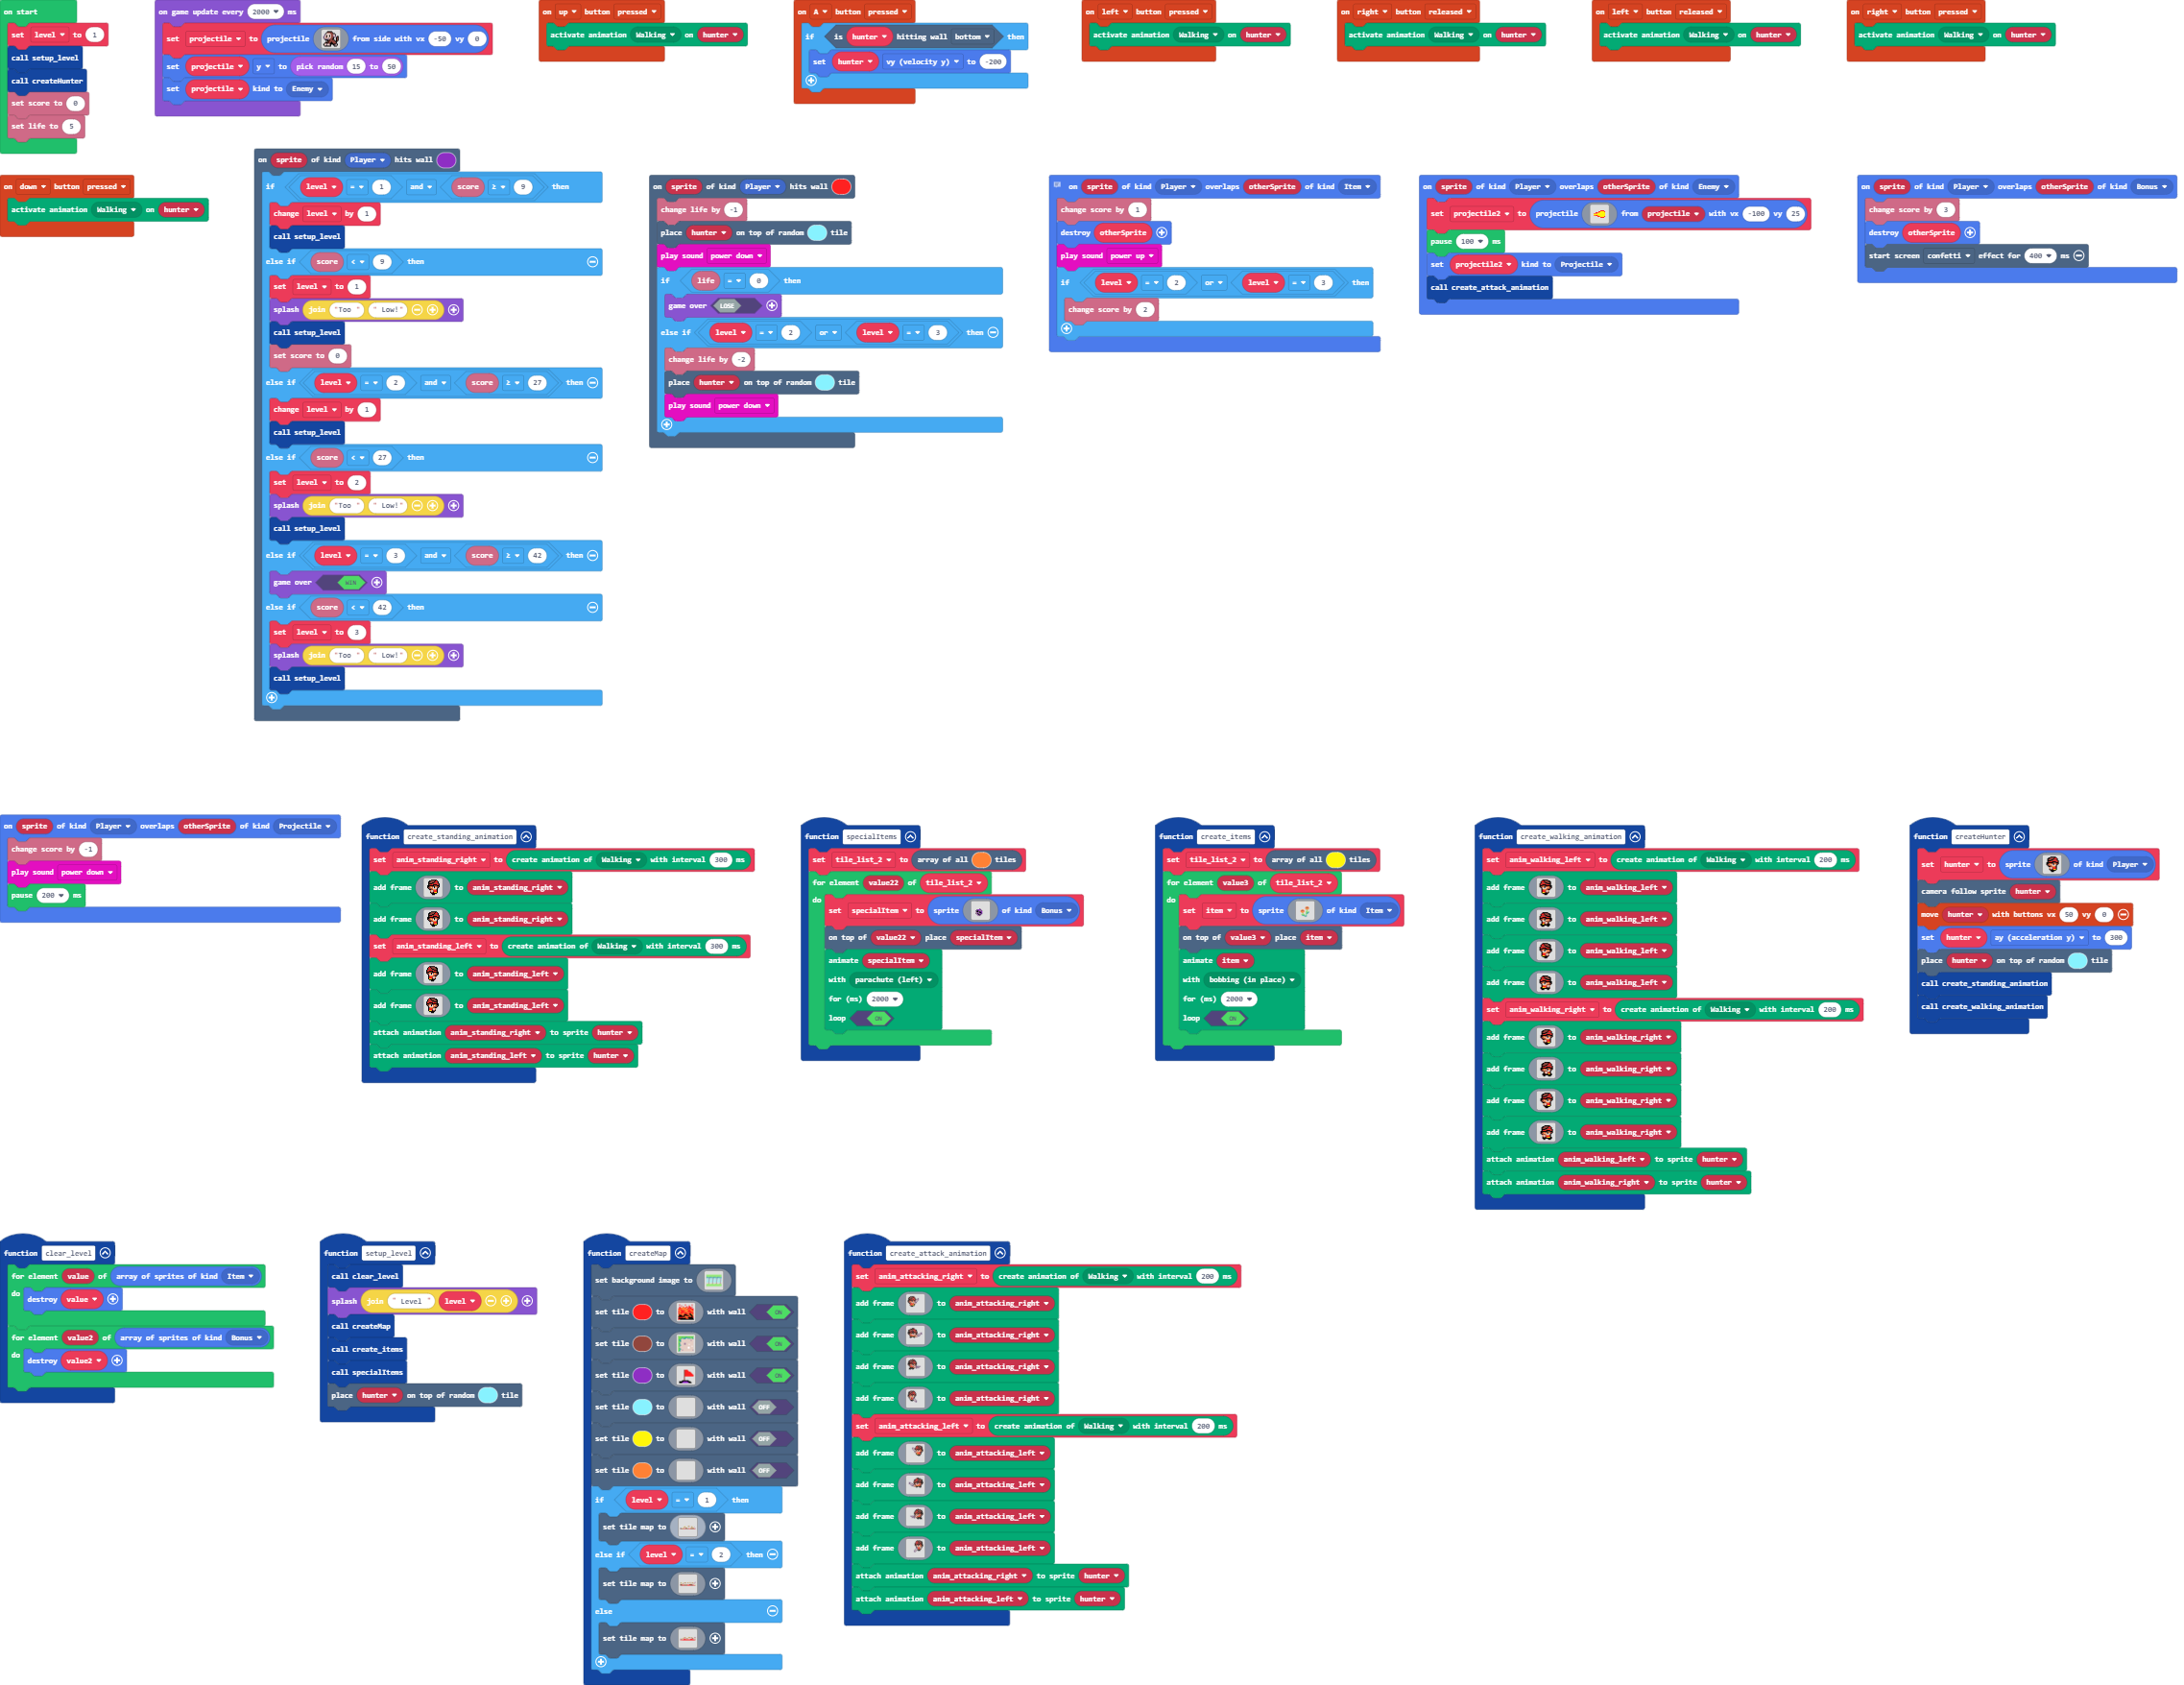 on start
set level to 1
call setup_level
call createHunter
set score to 0
set life to 5
on game update every 2000 ms
set projectile to projectile from side with vx -50 vy 0
set projectile y to pick random 15 to 50
set projectile kind to Enemy
on up button pressed
activate animation Walking on hunter
on A button pressed
if is hunter hitting wall bottom then
set hunter vy (velocity y) to -200
on left button pressed
activate animation Walking on hunter
on right button released
activate animation Walking on hunter
on left button released
activate animation Walking on hunter
on right button pressed
activate animation Walking on hunter
on down button pressed
activate animation Walking on hunter
on sprite of kind Player hits wall
if level = 1 and score ≥ 9 then
change level by 1
call setup_level
else if score < 9 then
set level to 1
splash join "Too " " Low!"
call setup_level
set score to 0
else if level = 2 and score ≥ 27 then
change level by 1
call setup_level
else if score < 27 then
set level to 2
splash join "Too " " Low!"
call setup_level
else if level = 3 and score ≥ 42 then
game over WIN
else if score < 42 then
set level to 3
splash join "Too " " Low!"
call setup_level
on sprite of kind Player hits wall
change life by -1
place hunter on top of random tile
play sound power down
if life = 0 then
game over LOSE
else if level = 2 or level = 3 then
change life by -2
place hunter on top of random tile
play sound power down
on sprite of kind Player overlaps otherSprite of kind Item
change score by 1
destroy otherSprite
play sound power up
if level = 2 or level = 3 then
change score by 2
on sprite of kind Player overlaps otherSprite of kind Enemy
set projectile2 to projectile from projectile with vx -100 vy 25
pause 100 ms
set projectile2 kind to Projectile
call create_attack_animation
on sprite of kind Player overlaps otherSprite of kind Bonus
change score by 3
destroy otherSprite
start screen confetti effect for 400 ms
on sprite of kind Player overlaps otherSprite of kind Projectile
change score by -1
play sound power down
pause 200 ms
function create_standing_animation
set anim_standing_right to create animation of Walking with interval 300 ms
add frame to anim_standing_right
add frame to anim_standing_right
set anim_standing_left to create animation of Walking with interval 300 ms
add frame to anim_standing_left
add frame to anim_standing_left
attach animation anim_standing_right to sprite hunter
attach animation anim_standing_left to sprite hunter
function specialItems
set tile_list_2 to array of all tiles
for element value22 of tile_list_2
do
set specialItem to sprite of kind Bonus
on top of value22 place specialItem
animate specialItem
with parachute (left)
for (ms) 2000
loop ON
function create_items
set tile_list_2 to array of all tiles
for element value3 of tile_list_2
do
set item to sprite of kind Item
on top of value3 place item
animate item
with bobbing (in place)
for (ms) 2000
loop ON
function create_walking_animation
set anim_walking_left to create animation of Walking with interval 200 ms
add frame to anim_walking_left
add frame to anim_walking_left
add frame to anim_walking_left
add frame to anim_walking_left
set anim_walking_right to create animation of Walking with interval 200 ms
add frame to anim_walking_right
add frame to anim_walking_right
add frame to anim_walking_right
add frame to anim_walking_right
attach animation anim_walking_left to sprite hunter
attach animation anim_walking_right to sprite hunter
function createHunter
set hunter to sprite of kind Player
camera follow sprite hunter
move hunter with buttons vx 50 vy 0
set hunter ay (acceleration y) to 300
place hunter on top of random tile
call create_standing_animation
call create_walking_animation
function clear_level
for element value of array of sprites of kind Item
do destroy value
for element value2 of array of sprites of kind Bonus
do destroy value2
function setup_level
call clear_level
splash join " Level " level
call createMap
call create_items
call specialItems
place hunter on top of random tile
function createMap
set background image to
set tile to with wall ON
set tile to with wall ON
set tile to with wall ON
set tile to with wall OFF
set tile to with wall OFF
set tile to with wall OFF
if level = 1 then
set tile map to
else if level = 2 then
set tile map to
else
set tile map to
function create_attack_animation
set anim_attacking_right to create animation of Walking with interval 200 ms
add frame to anim_attacking_right
add frame to anim_attacking_right
add frame to anim_attacking_right
add frame to anim_attacking_right
set anim_attacking_left to create animation of Walking with interval 200 ms
add frame to anim_attacking_left
add frame to anim_attacking_left
add frame to anim_attacking_left
add frame to anim_attacking_left
attach animation anim_attacking_right to sprite hunter
attach animation anim_attacking_left to sprite hunter